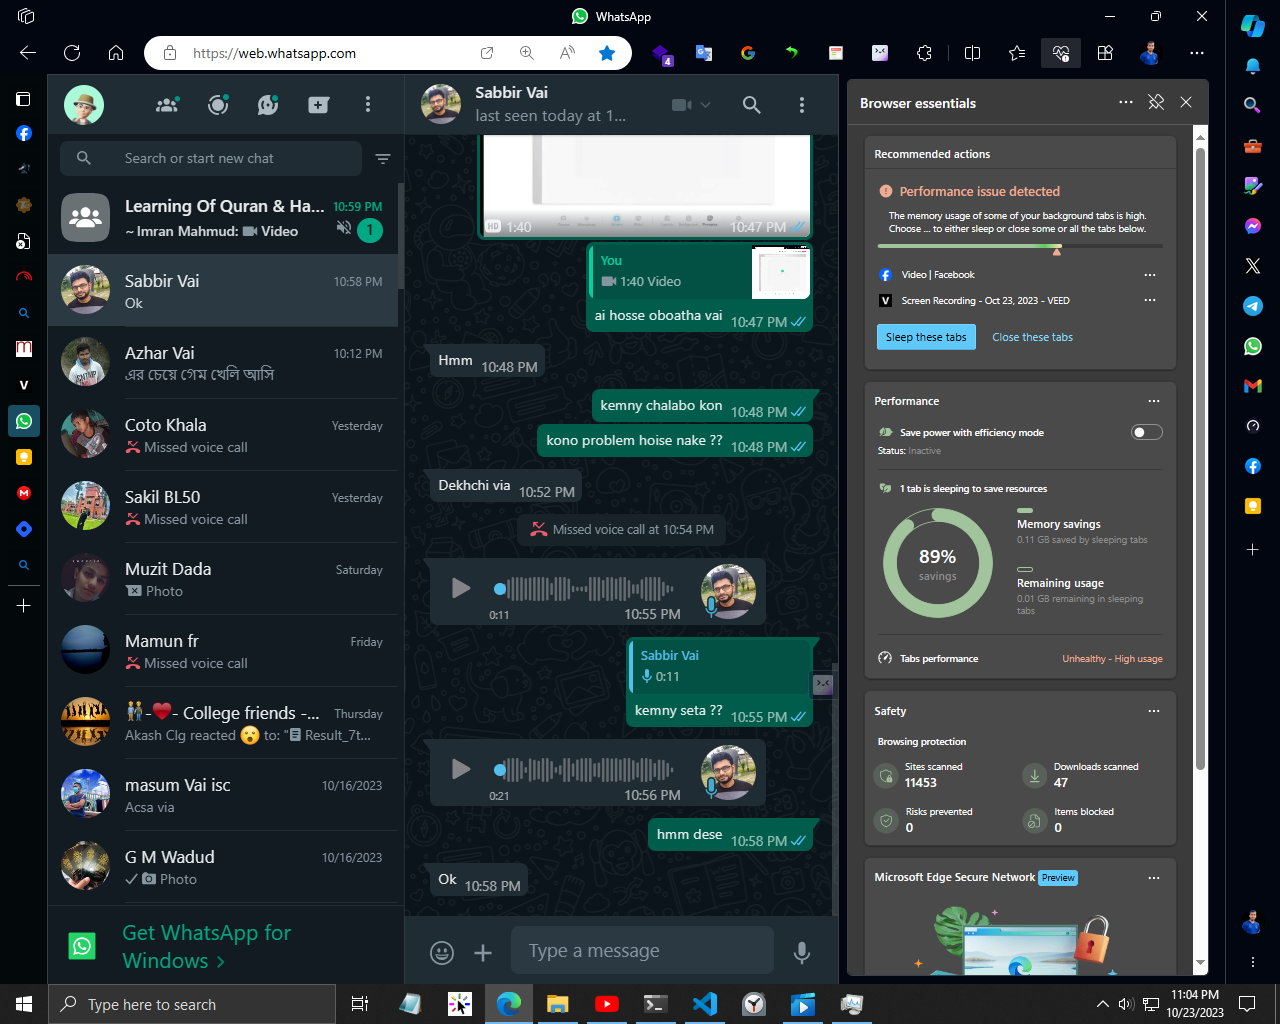 WhatsApp
https://web.whatsapp.com
4
Search or start new chat
Learning Of Quran & Ha...
10:59 PM
~ Imran Mahmud: Video
1
Sabbir Vai
10:58 PM
Ok
Azhar Vai
10:12 PM
এর চেয়ে গেম খেলি আসি
Coto Khala
Yesterday
Missed voice call
Sakil BL50
Yesterday
Missed voice call
Muzit Dada
Saturday
Photo
Mamun fr
Friday
Missed voice call
- College friends -...
Thursday
Akash Clg reacted 😮 to: "Result_7t...
masum Vai isc
10/16/2023
Acsa via
G M Wadud
10/16/2023
Photo
Get WhatsApp for
Windows
Sabbir Vai
last seen today at 1...
HD 1:40
10:47 PM
You
1:40 Video
ai hosse oboatha vai
10:47 PM
Hmm
10:48 PM
kemny chalabo kon
10:48 PM
kono problem hoise nake ??
10:48 PM
Dekhchi via
10:52 PM
Missed voice call at 10:54 PM
0:11
10:55 PM
Sabbir Vai
0:11
kemny seta ??
10:55 PM
0:21
10:56 PM
hmm dese
10:58 PM
Ok
10:58 PM
Type a message
Browser essentials
Recommended actions
Performance issue detected
The memory usage of some of your background tabs is high.
Choose ... to either sleep or close some or all the tabs below.
Video | Facebook
Screen Recording - Oct 23, 2023 - VEED
Sleep these tabs
Close these tabs
Performance
Save power with efficiency mode
Status: Inactive
1 tab is sleeping to save resources
89%
savings
Memory savings
0.11 GB saved by sleeping tabs
Remaining usage
0.01 GB remaining in sleeping
tabs
Tabs performance
Unhealthy - High usage
Safety
Browsing protection
Sites scanned
11453
Downloads scanned
47
Risks prevented
0
Items blocked
0
Microsoft Edge Secure Network Preview
Type here to search
11:04 PM
10/23/2023